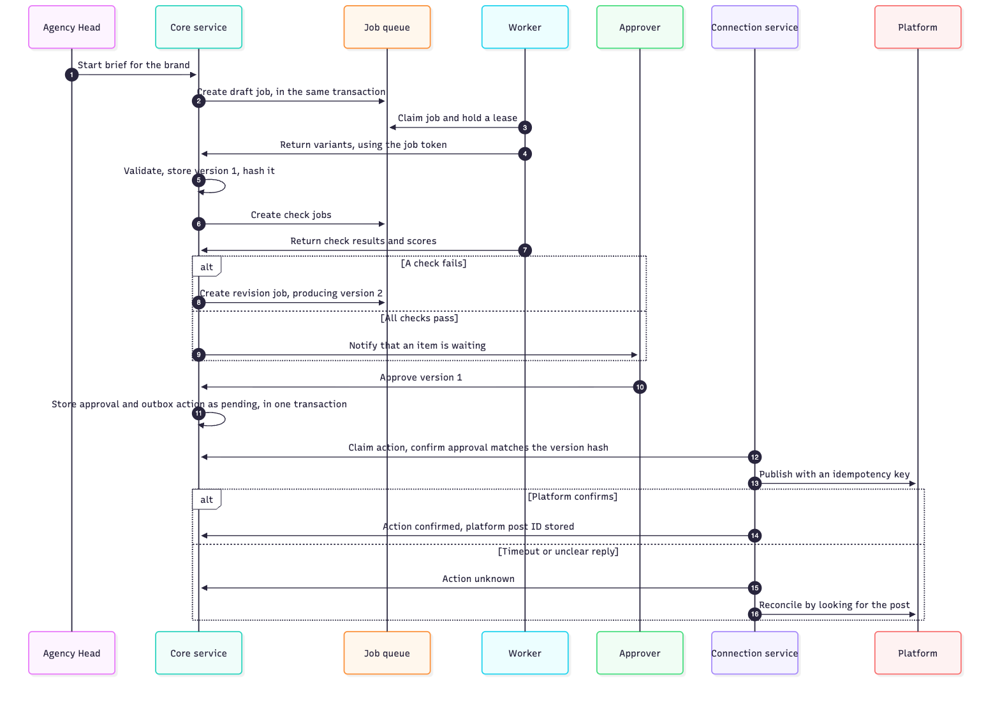 Agency Head
Core service
Job queue
Worker
Approver
Connection service
Platform
Start brief for the brand
1
Create draft job, in the same transaction
2
Claim job and hold a lease
3
Return variants, using the job token
4
Validate, store version 1, hash it
5
Create check jobs
6
Return check results and scores
7
alt
[A check fails]
Create revision job, producing version 2
8
[All checks pass]
Notify that an item is waiting
9
Approve version 1
10
Store approval and outbox action as pending, in one transaction
11
Claim action, confirm approval matches the version hash
12
Publish with an idempotency key
13
alt
[Platform confirms]
Action confirmed, platform post ID stored
14
[Timeout or unclear reply]
Action unknown
15
Reconcile by looking for the post
16
Agency Head
Core service
Job queue
Worker
Approver
Connection service
Platform